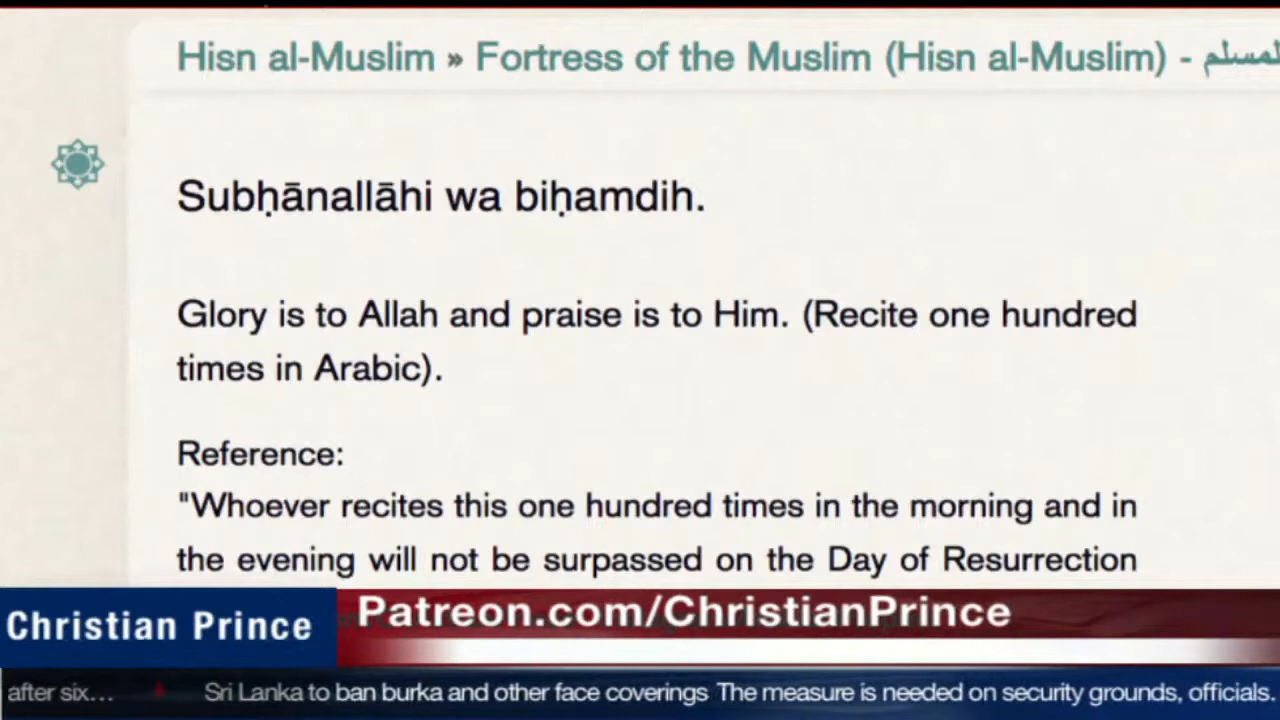 Hisn al-Muslim » Fortress of the Muslim (Hisn al-Muslim) - المسلم
Subḥānallāhi wa biḥamdih.
Glory is to Allah and praise is to Him. (Recite one hundred
times in Arabic).
Reference:
"Whoever recites this one hundred times in the morning and in
the evening will not be surpassed on the Day of Resurrection
Christian Prince
Patreon.com/ChristianPrince
after six... Sri Lanka to ban burka and other face coverings The measure is needed on security grounds, officials.